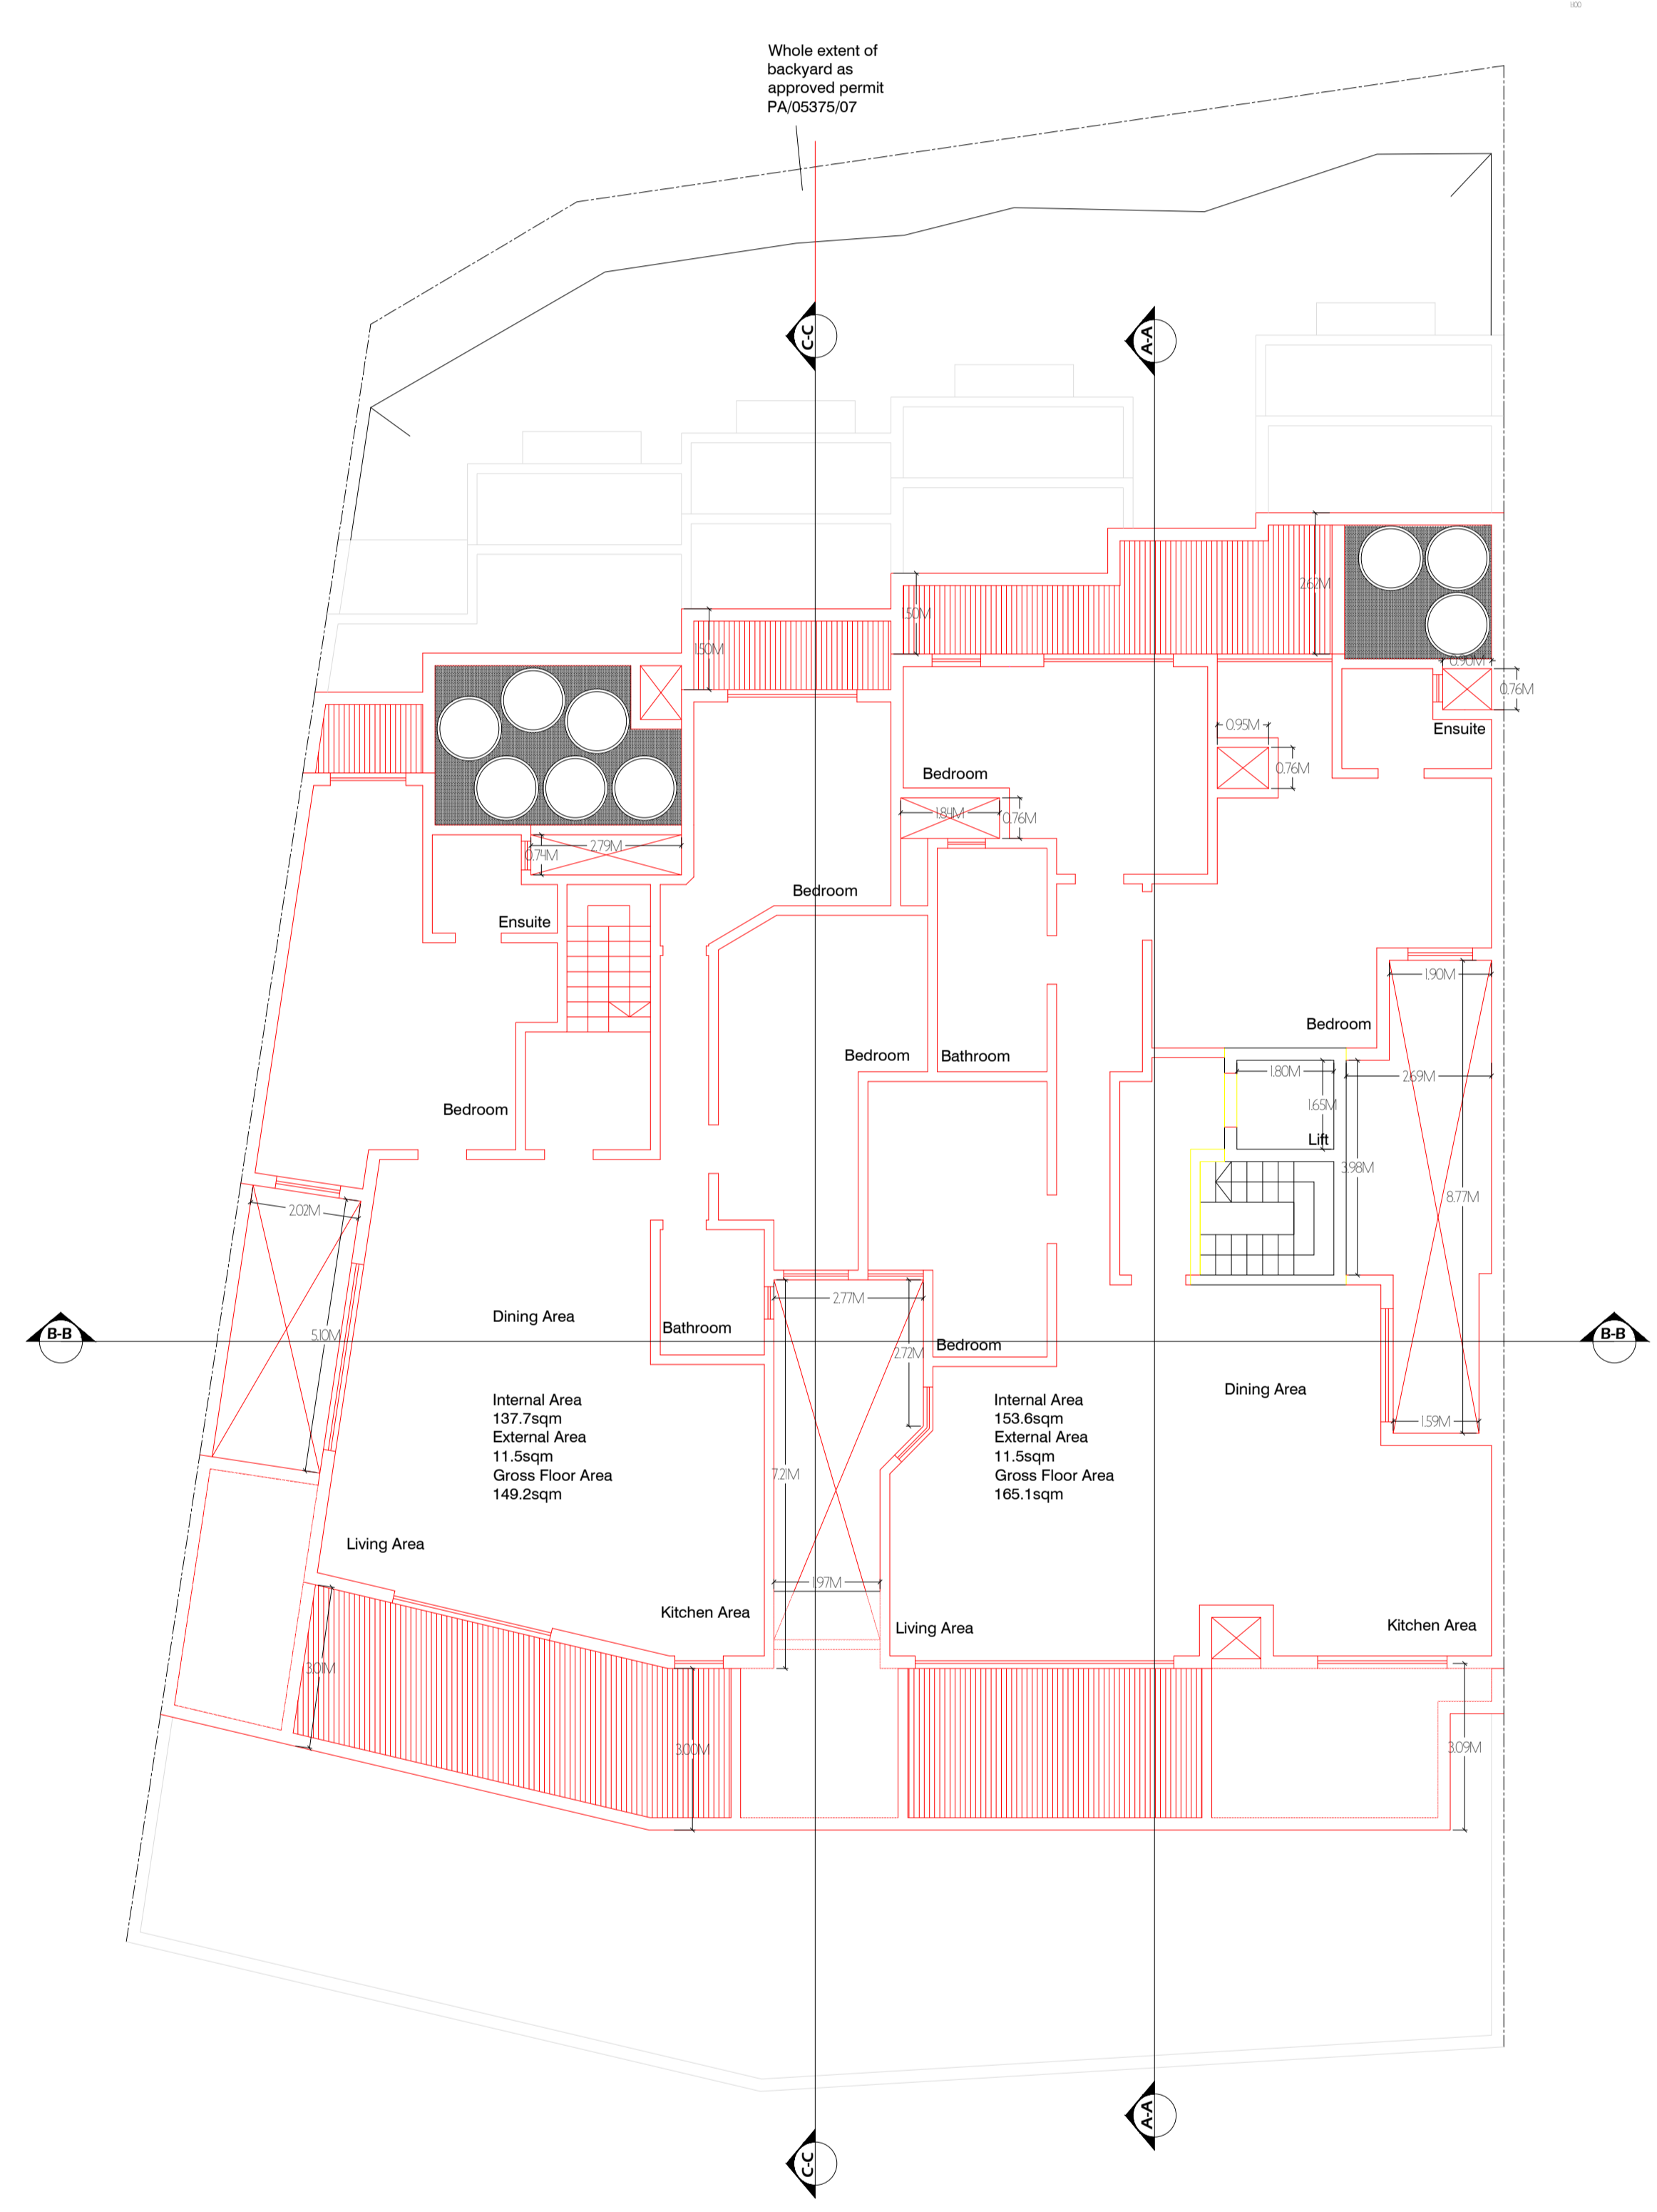 1:100
Whole extent of
backyard as
approved permit
PA/05375/07
C-C
A-A
2.62M
1.50M
1.50M
0.90M
0.76M
Ensuite
0.95M
0.76M
Bedroom
1.84M
0.76M
2.79M
0.74M
Bedroom
Ensuite
1.90M
Bedroom
Bedroom
Bathroom
1.80M
2.69M
1.65M
Bedroom
Lift
3.98M
8.77M
2.02M
2.77M
Dining Area
Bathroom
B-B
5.10M
B-B
2.72M
Bedroom
Dining Area
Internal Area
137.7sqm
External Area
11.5sqm
Gross Floor Area
149.2sqm
Internal Area
153.6sqm
External Area
11.5sqm
Gross Floor Area
165.1sqm
1.59M
7.21M
Living Area
1.97M
Kitchen Area
Living Area
Kitchen Area
3.01M
3.00M
3.09M
A-A
C-C